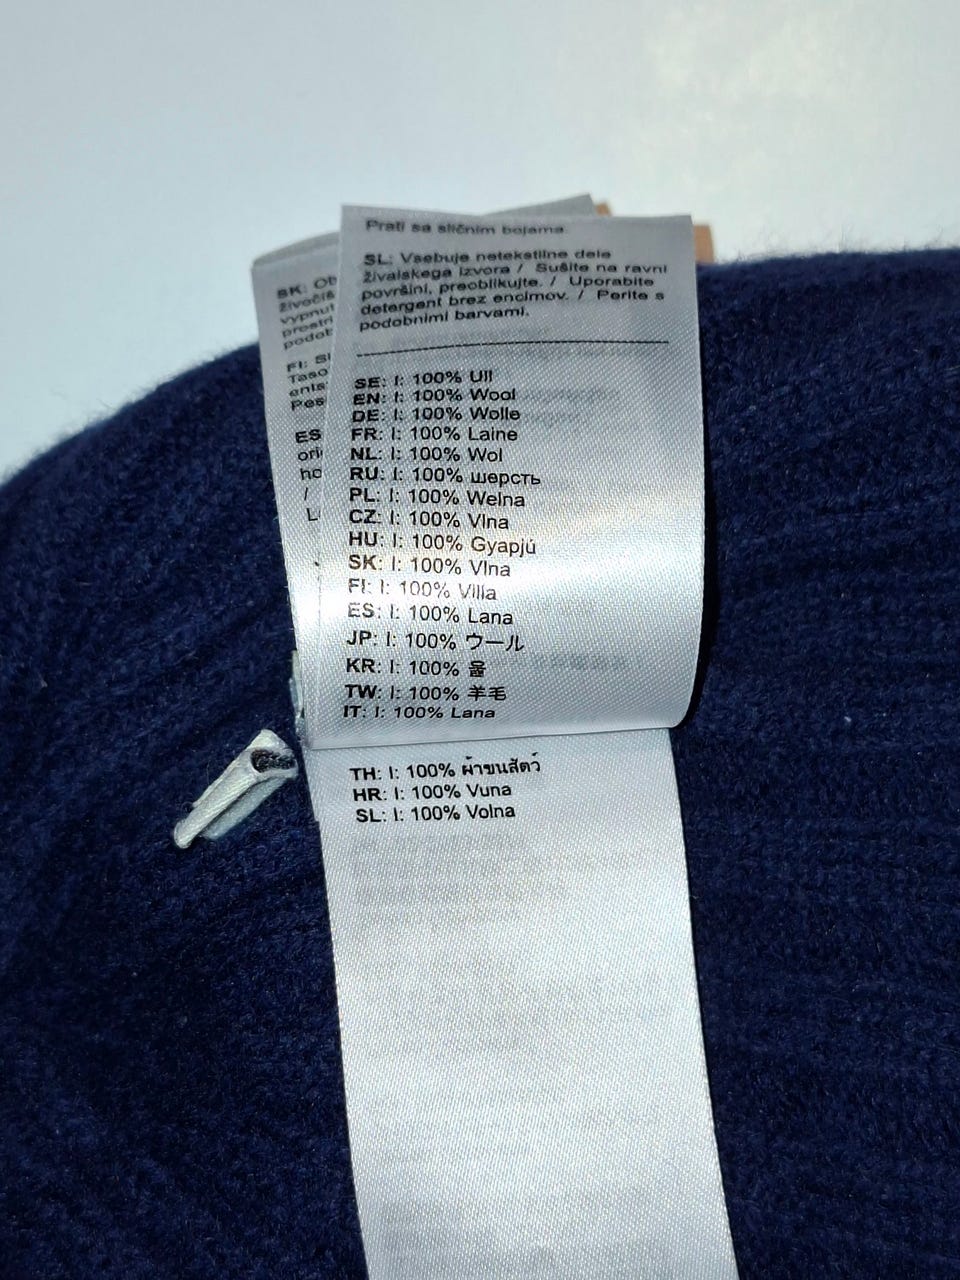 Prati sa sličnim bojama.
SL: Vsebuje netekstilne dele
živalskega izvora / Sušite na ravni
površini, preoblikujte. / Uporabite
detergent brez encimov. / Perite s
podobnimi barvami.
SE: I: 100% Ull
EN: I: 100% Wool
DE: I: 100% Wolle
FR: I: 100% Laine
NL: I: 100% Wol
RU: I: 100% шерсть
PL: I: 100% Wełna
CZ: I: 100% Vlna
HU: I: 100% Gyapjú
SK: I: 100% Vlna
FI: I: 100% Villa
ES: I: 100% Lana
JP: I: 100% ウール
KR: I: 100% 울
TW: I: 100% 羊毛
IT: I: 100% Lana
TH: I: 100% ผ้าขนสัตว์
HR: I: 100% Vuna
SL: I: 100% Volna
SK:
FI:
ES
/